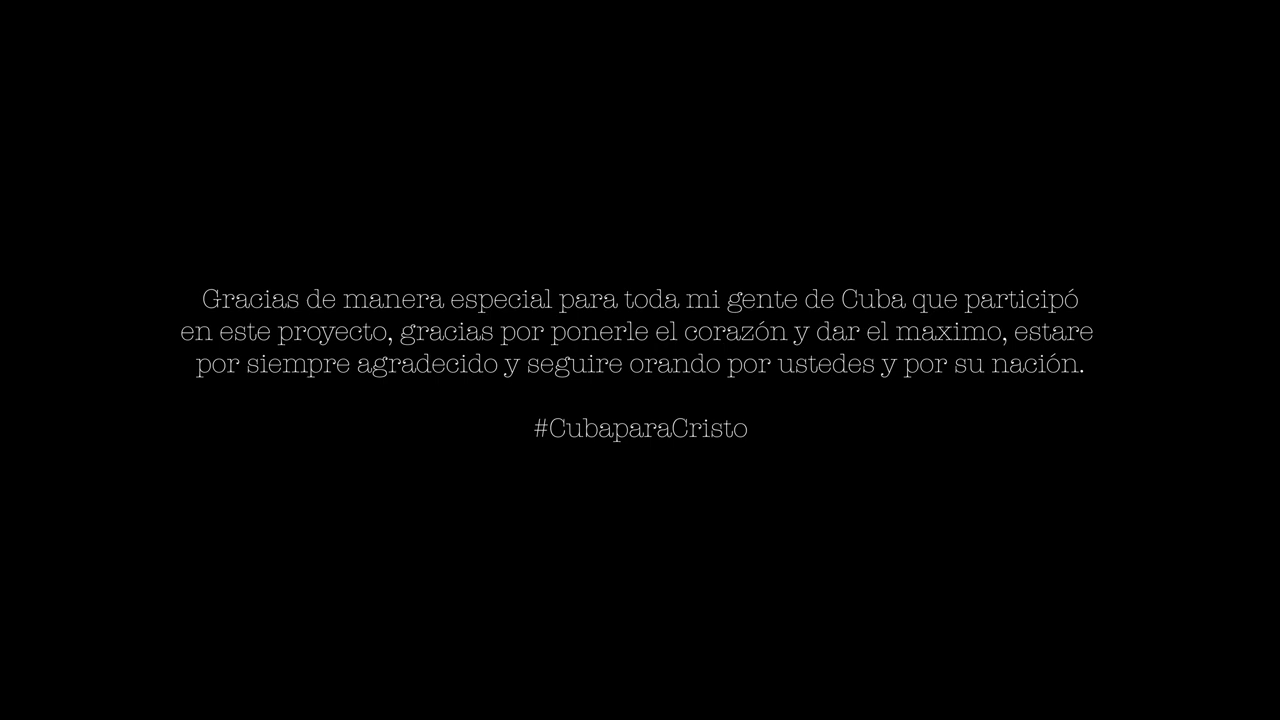 Gracias de manera especial para toda mi gente de Cuba que participó
en este proyecto, gracias por ponerle el corazón y dar el maximo, estare
por siempre agradecido y seguire orando por ustedes y por su nación.
#CubaparaCristo